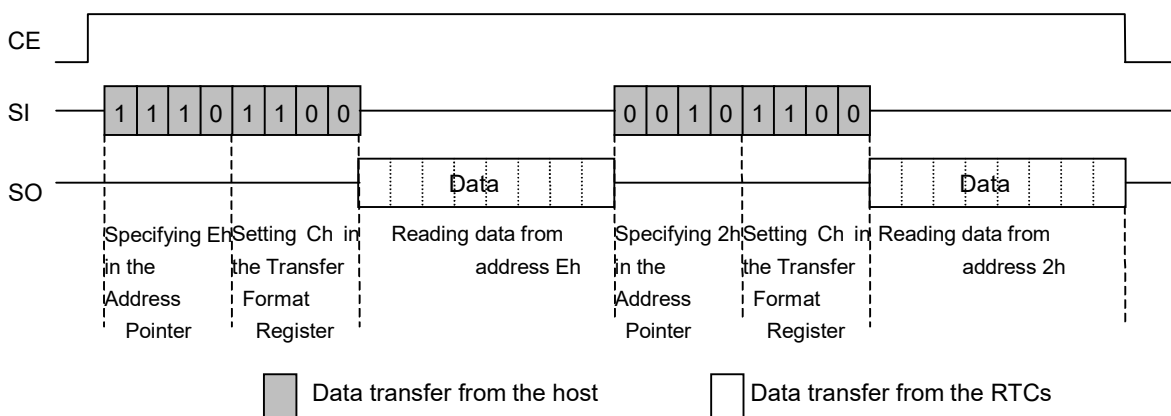 CE
SI
1 1 1 0 1 1 0 0
0 0 1 0 1 1 0 0
SO
Data
Data
Specifying Eh
in the
Address
Pointer
Setting Ch in
the Transfer
Format
Register
Reading data from
address Eh
Specifying 2h
in the
Address
Pointer
Setting Ch in
the Transfer
Format
Register
Reading data from
address 2h
Data transfer from the host
Data transfer from the RTCs